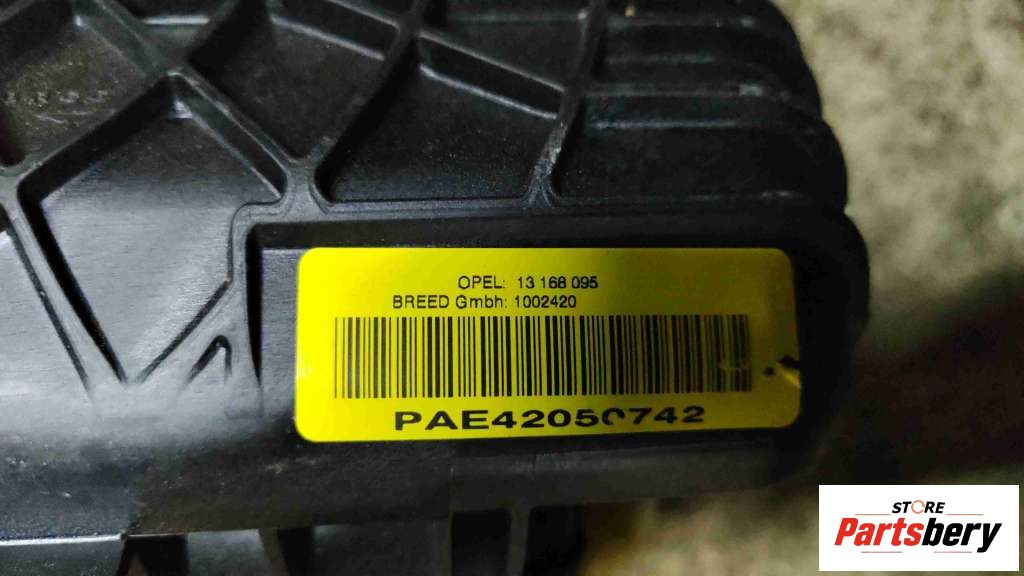 OPEL: 13 168 095
BREED Gmbh: 1002420
PAE42050742
STORE
Partsbery